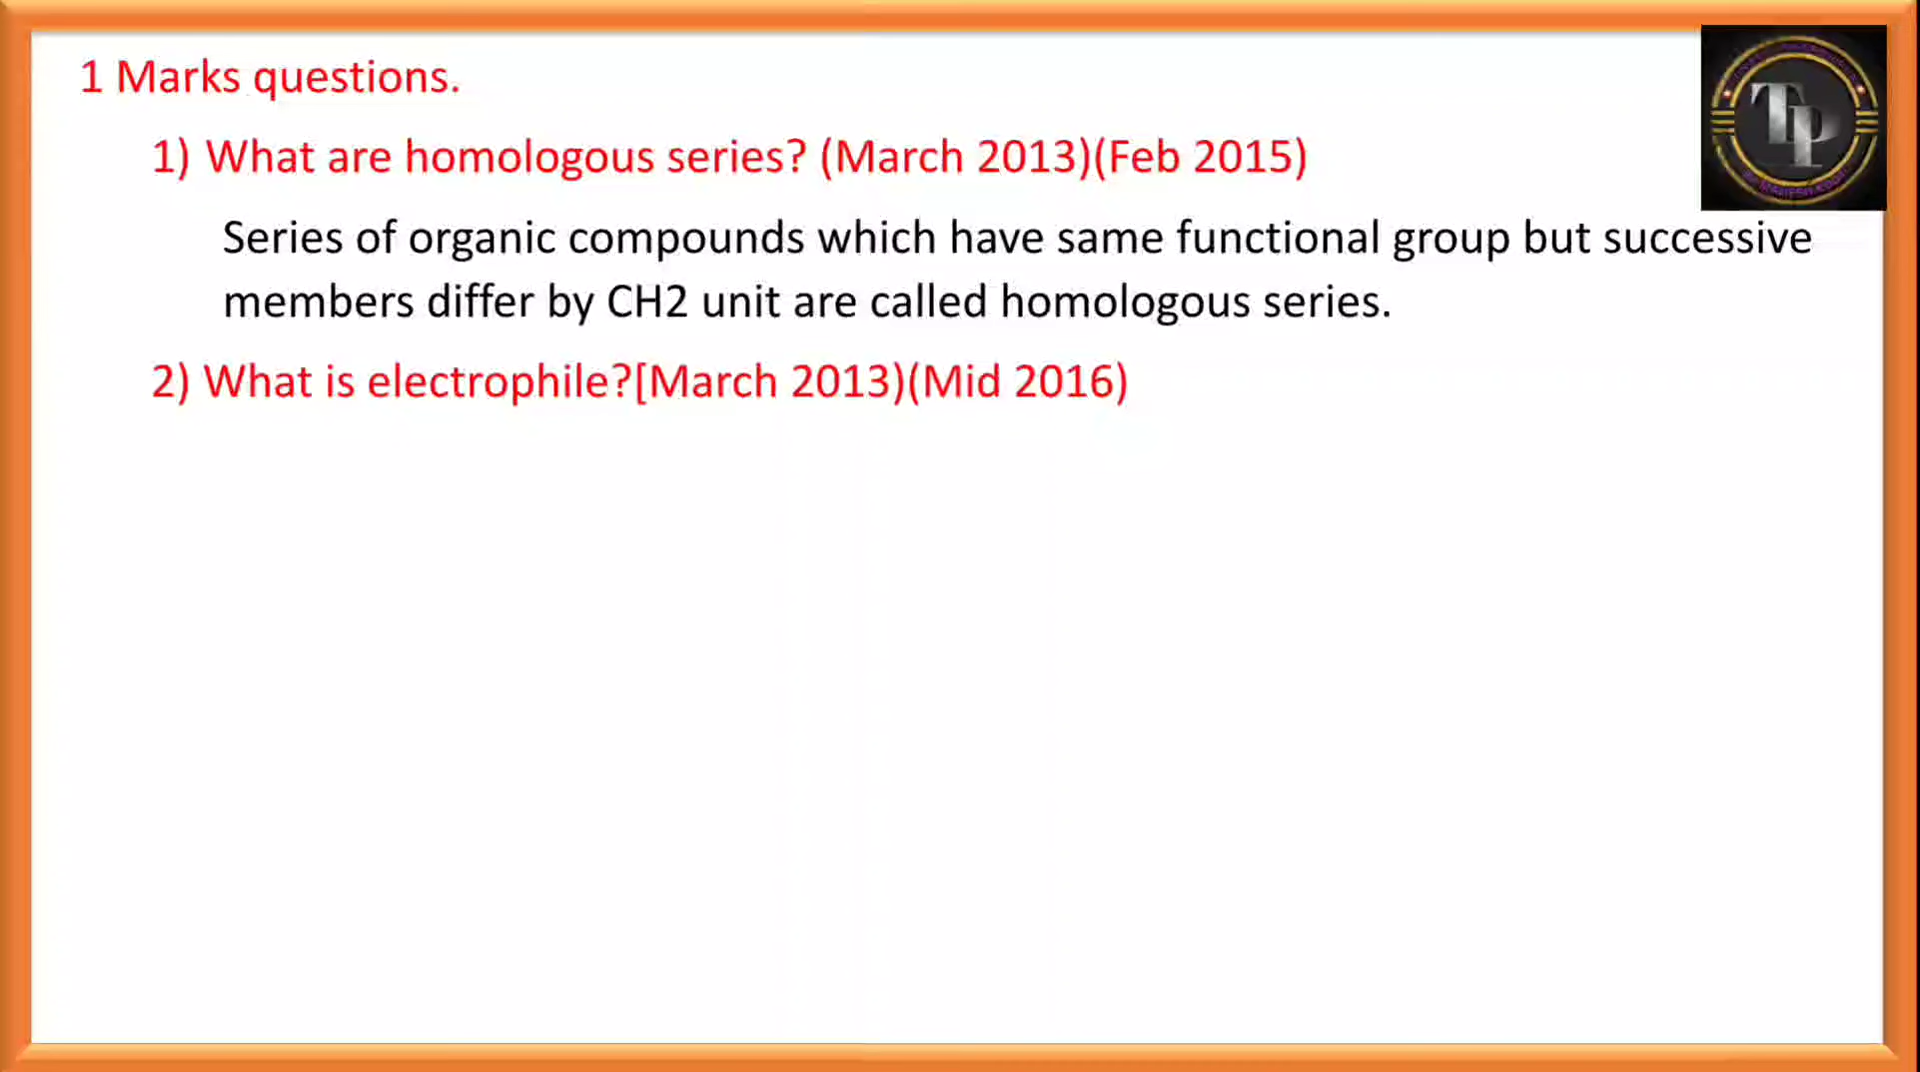 1 Marks questions.
1) What are homologous series? (March 2013)(Feb 2015)
Series of organic compounds which have same functional group but successive
members differ by CH2 unit are called homologous series.
2) What is electrophile?[March 2013)(Mid 2016)
TP